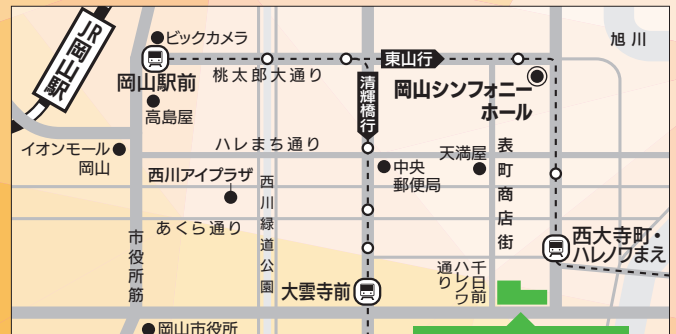 JR
岡山駅
ビックカメラ
岡山駅前
高島屋
桃太郎大通り
東山行
清輝橋行
岡山シンフォニー
ホール
旭川
イオンモール
岡山
ハレまち通り
西川アイプラザ
中央
郵便局
天満屋
表町商店街
あくら通り
西川緑道公園
市役所筋
大雲寺前
千日前
ハレノワ
通り
西大寺町・
ハレノワまえ
岡山市役所